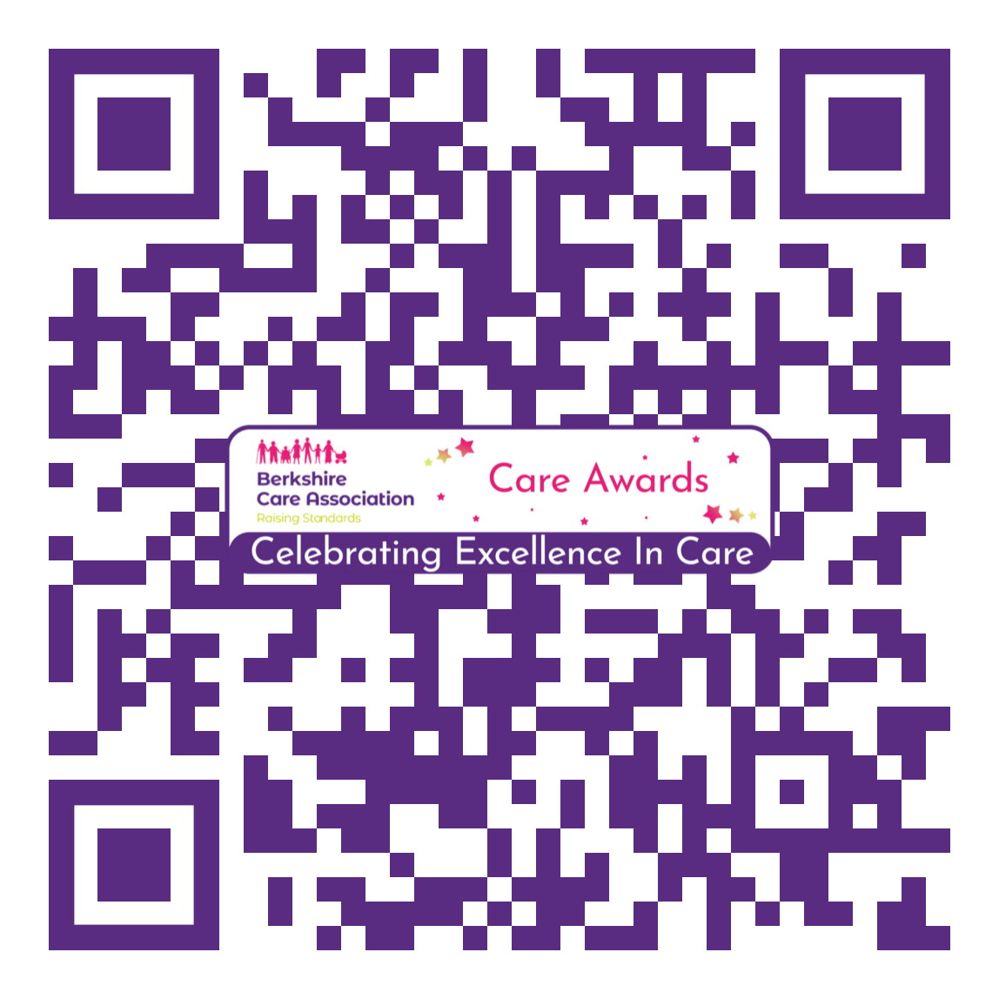 Berkshire
Care Association
Raising Standards
Care Awards
Celebrating Excellence In Care